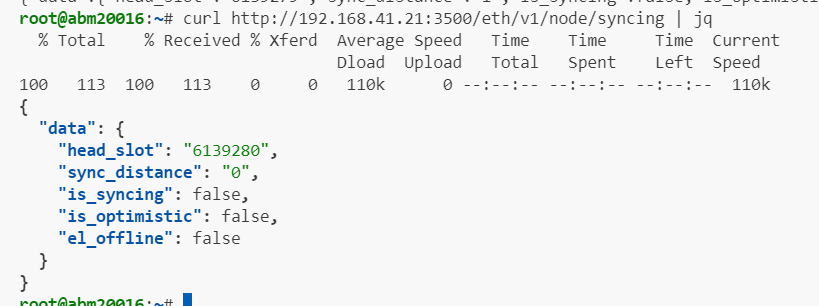 root@abm20016:~# curl http://192.168.41.21:3500/eth/v1/node/syncing | jq
  % Total    % Received % Xferd  Average Speed   Time    Time     Time  Current
                                 Dload  Upload   Total   Spent    Left  Speed
100   113  100   113    0     0   110k      0 --:--:-- --:--:-- --:--:--  110k
{
  "data": {
    "head_slot": "6139280",
    "sync_distance": "0",
    "is_syncing": false,
    "is_optimistic": false,
    "el_offline": false
  }
}
root@abm20016:~#